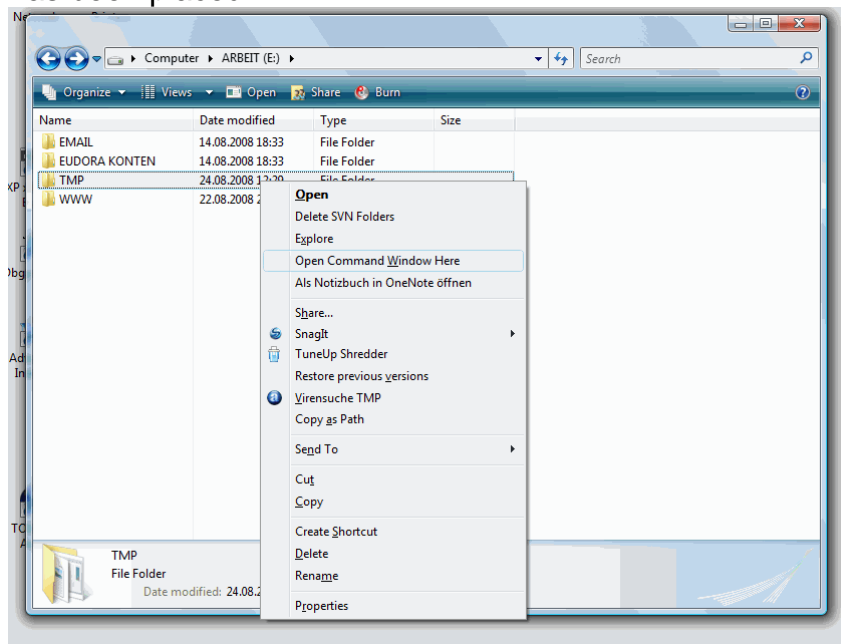 Computer ▸ ARBEIT (E:) ▸
Search
Organize Views Open Share Burn
Name Date modified Type Size
EMAIL 14.08.2008 18:33 File Folder
EUDORA KONTEN 14.08.2008 18:33 File Folder
TMP 24.08.2008 File Folder
WWW 22.08.2008
Open
Delete SVN Folders
Explore
Open Command Window Here
Als Notizbuch in OneNote öffnen
Share...
SnagIt
TuneUp Shredder
Restore previous versions
Virensuche TMP
Copy as Path
Send To
Cut
Copy
Create Shortcut
Delete
Rename
Properties
TMP
File Folder
Date modified: 24.08.2